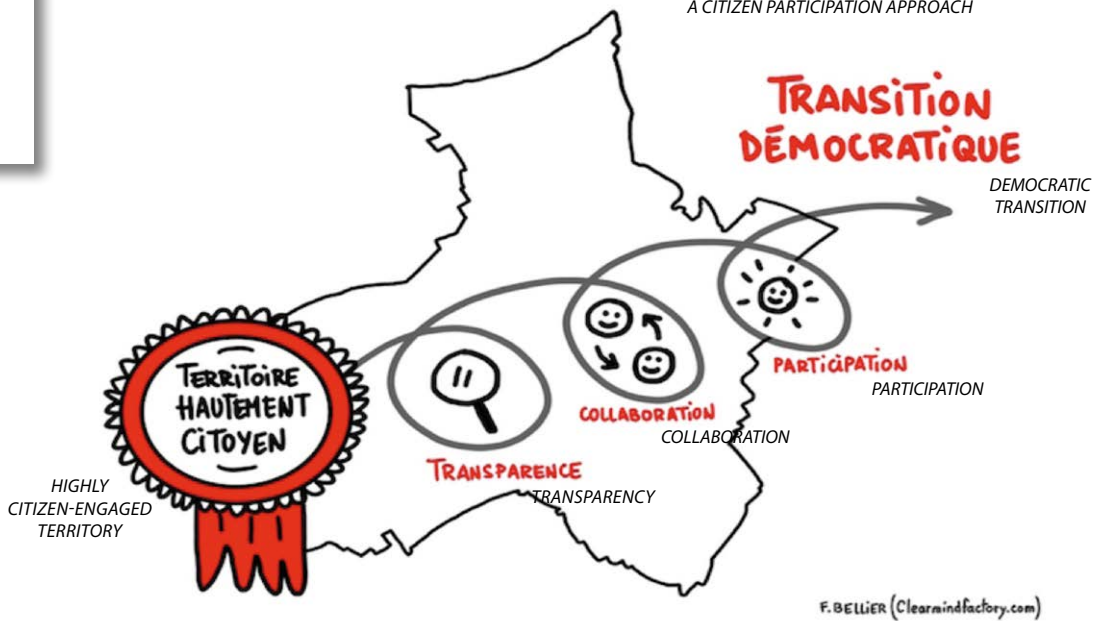 A CITIZEN PARTICIPATION APPROACH
TRANSITION
DÉMOCRATIQUE
DEMOCRATIC
TRANSITION
TERRITOIRE
HAUTEMENT
CITOYEN
HIGHLY
CITIZEN-ENGAGED
TERRITORY
TRANSPARENCE
TRANSPARENCY
COLLABORATION
COLLABORATION
PARTICIPATION
PARTICIPATION
F. BELLIER (Clearmindfactory.com)